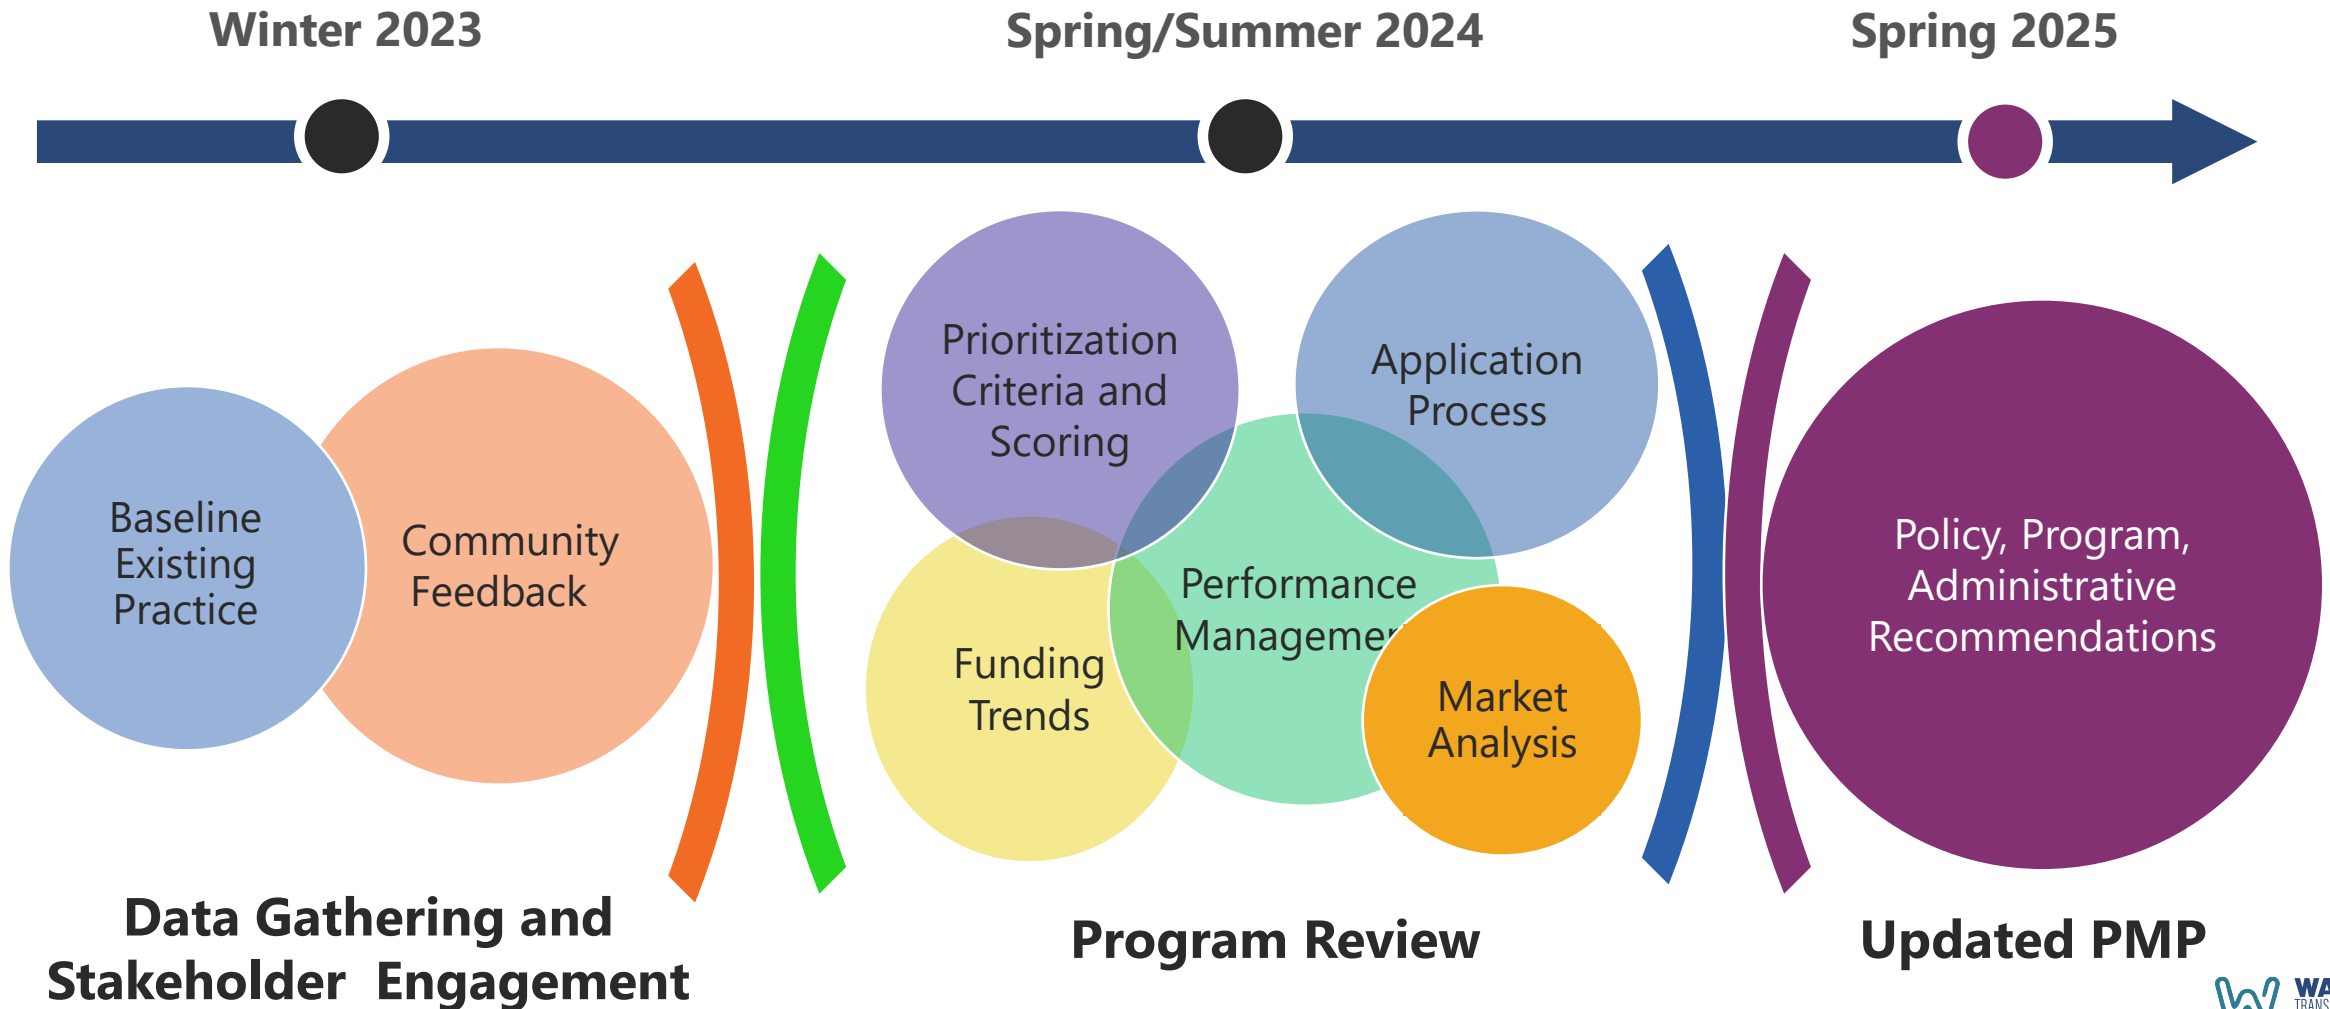 Winter 2023
Spring/Summer 2024
Spring 2025
Baseline
Existing
Practice
Community
Feedback
Prioritization
Criteria and
Scoring
Application
Process
Performance
Funding
Trends
Market
Analysis
Policy, Program,
Administrative
Recommendations
Data Gathering and
Stakeholder  Engagement
Program Review
Updated PMP